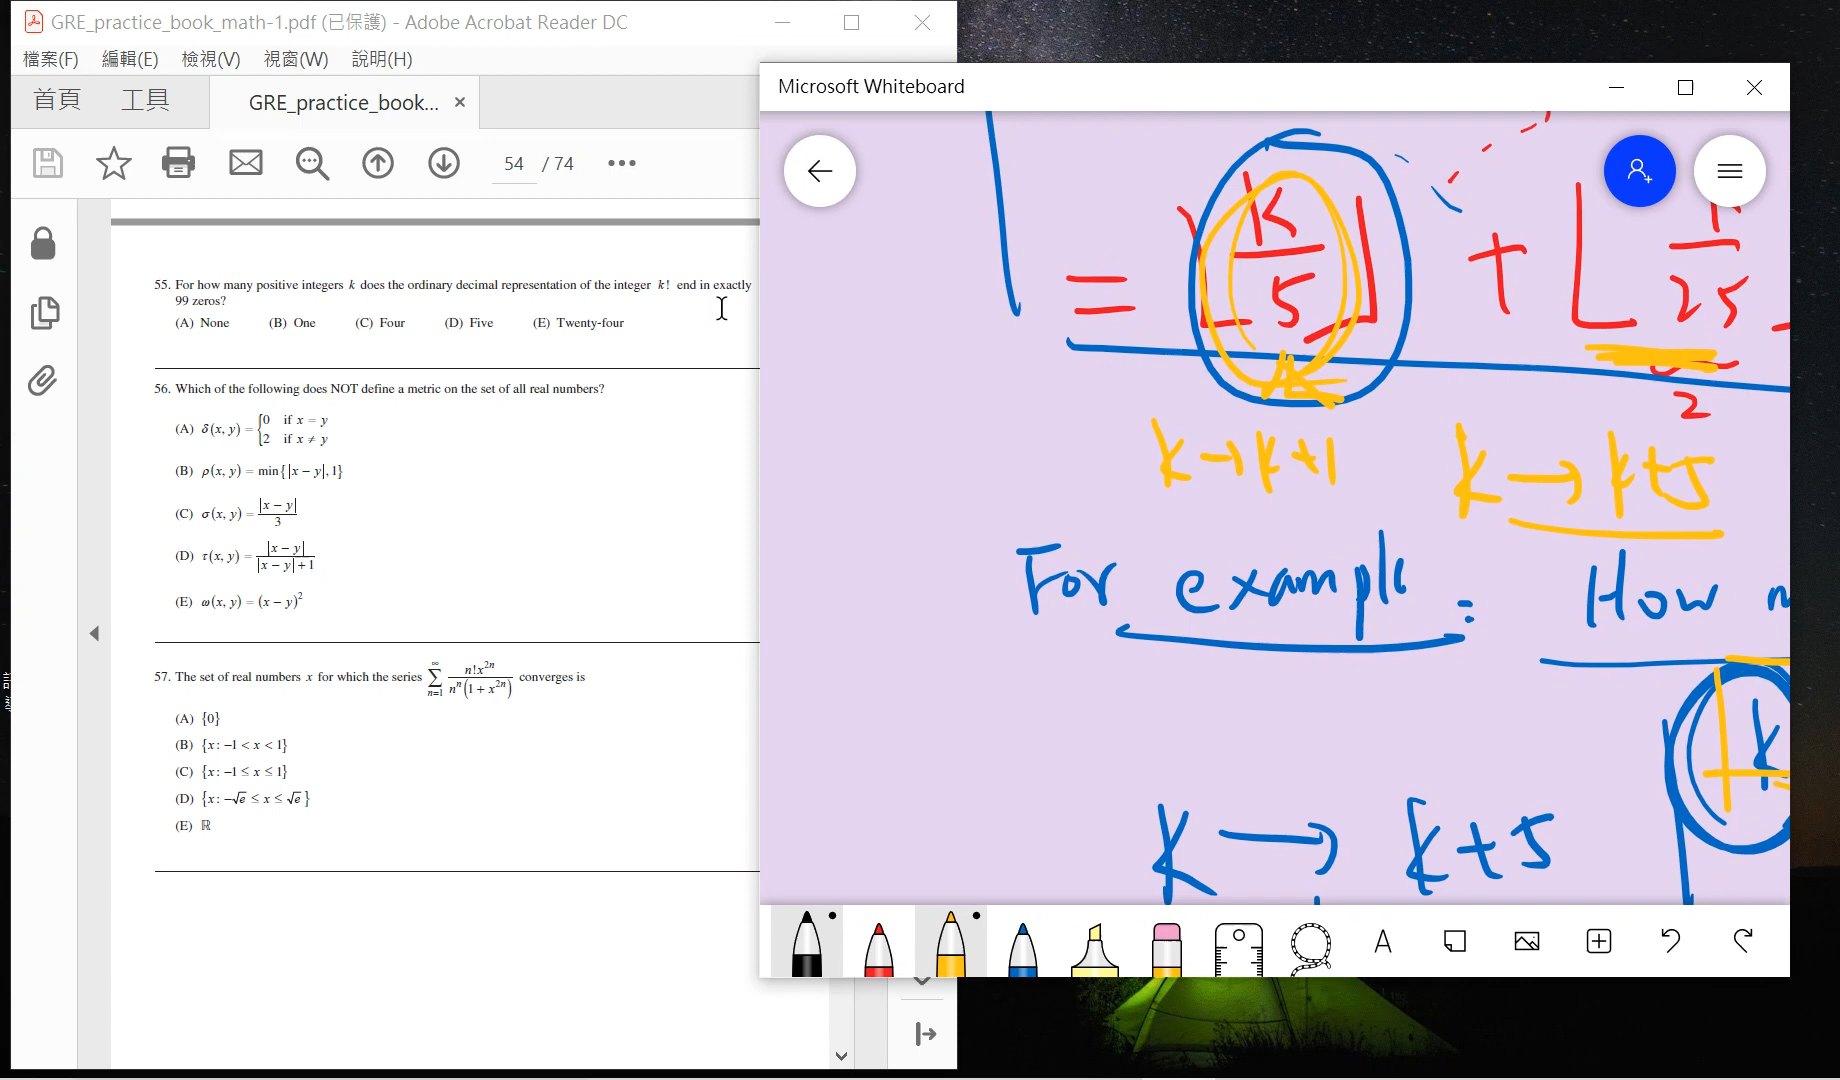 GRE_practice_book_math-1.pdf (已保護) - Adobe Acrobat Reader DC
檔案(F) 編輯(E) 檢視(V) 視窗(W) 說明(H)
首頁 工具 GRE_practice_book... ×
54 / 74
55. For how many positive integers k does the ordinary decimal representation of the integer k! end in exactly
99 zeros?
(A) None (B) One (C) Four (D) Five (E) Twenty-four
56. Which of the following does NOT define a metric on the set of all real numbers?
(A) δ(x, y) = {0 if x = y
2 if x ≠ y
(B) ρ(x, y) = min{|x − y|, 1}
(C) σ(x, y) = |x − y| / 3
(D) τ(x, y) = |x − y| / |x − y| + 1
(E) ω(x, y) = (x − y)²
57. The set of real numbers x for which the series ∑ n=1 ∞ n!x²ⁿ / nⁿ(1 + x²ⁿ) converges is
(A) {0}
(B) {x: −1 < x < 1}
(C) {x: −1 ≤ x ≤ 1}
(D) {x: −√e ≤ x ≤ √e}
(E) ℝ
Microsoft Whiteboard
= ⌊K/5⌋ + ⌊ /25
2
k → k+1 k → k+5
For example : How
k
k → k+5
A